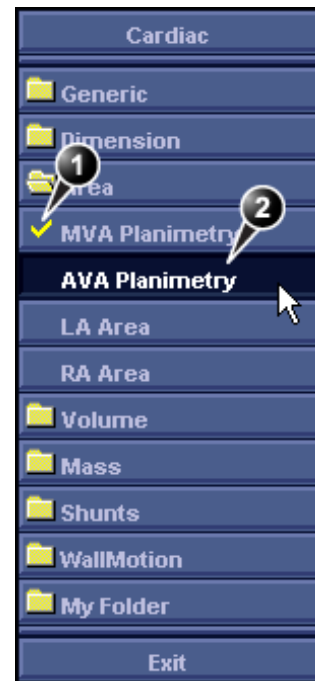 Cardiac
Generic
Dimension
1
Area
2
MVA Planimetry
AVA Planimetry
LA Area
RA Area
Volume
Mass
Shunts
WallMotion
My Folder
Exit